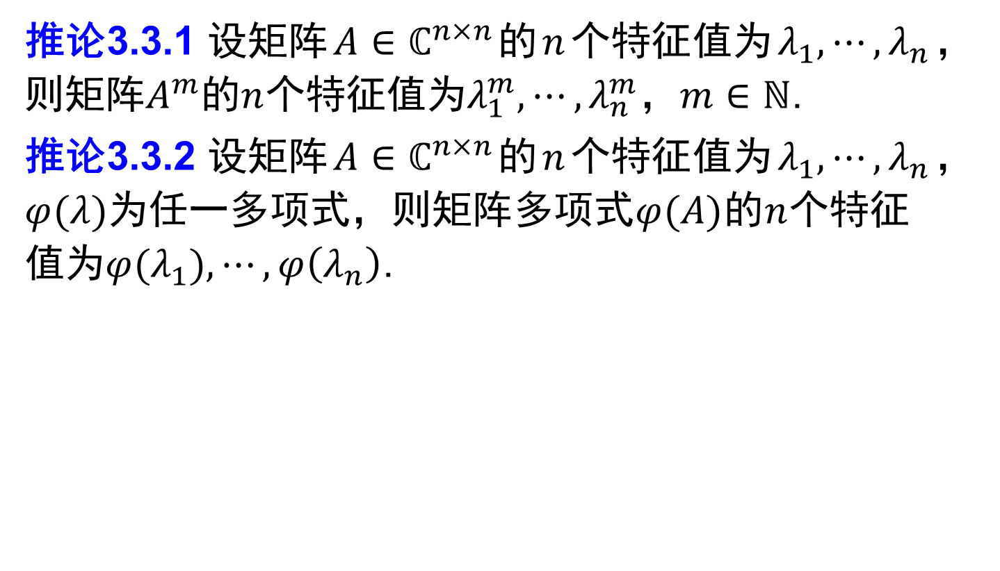 推论3.3.1 设矩阵 $A \in \mathbb{C}^{n \times n}$ 的 $n$ 个特征值为 $\lambda_1, \cdots, \lambda_n$，
则矩阵$A^m$的$n$个特征值为$\lambda_1^m, \cdots, \lambda_n^m$，$m \in \mathbb{N}$.
推论3.3.2 设矩阵 $A \in \mathbb{C}^{n \times n}$ 的 $n$ 个特征值为 $\lambda_1, \cdots, \lambda_n$，
$\varphi(\lambda)$为任一多项式，则矩阵多项式$\varphi(A)$的$n$个特征
值为$\varphi(\lambda_1), \cdots, \varphi(\lambda_n)$.